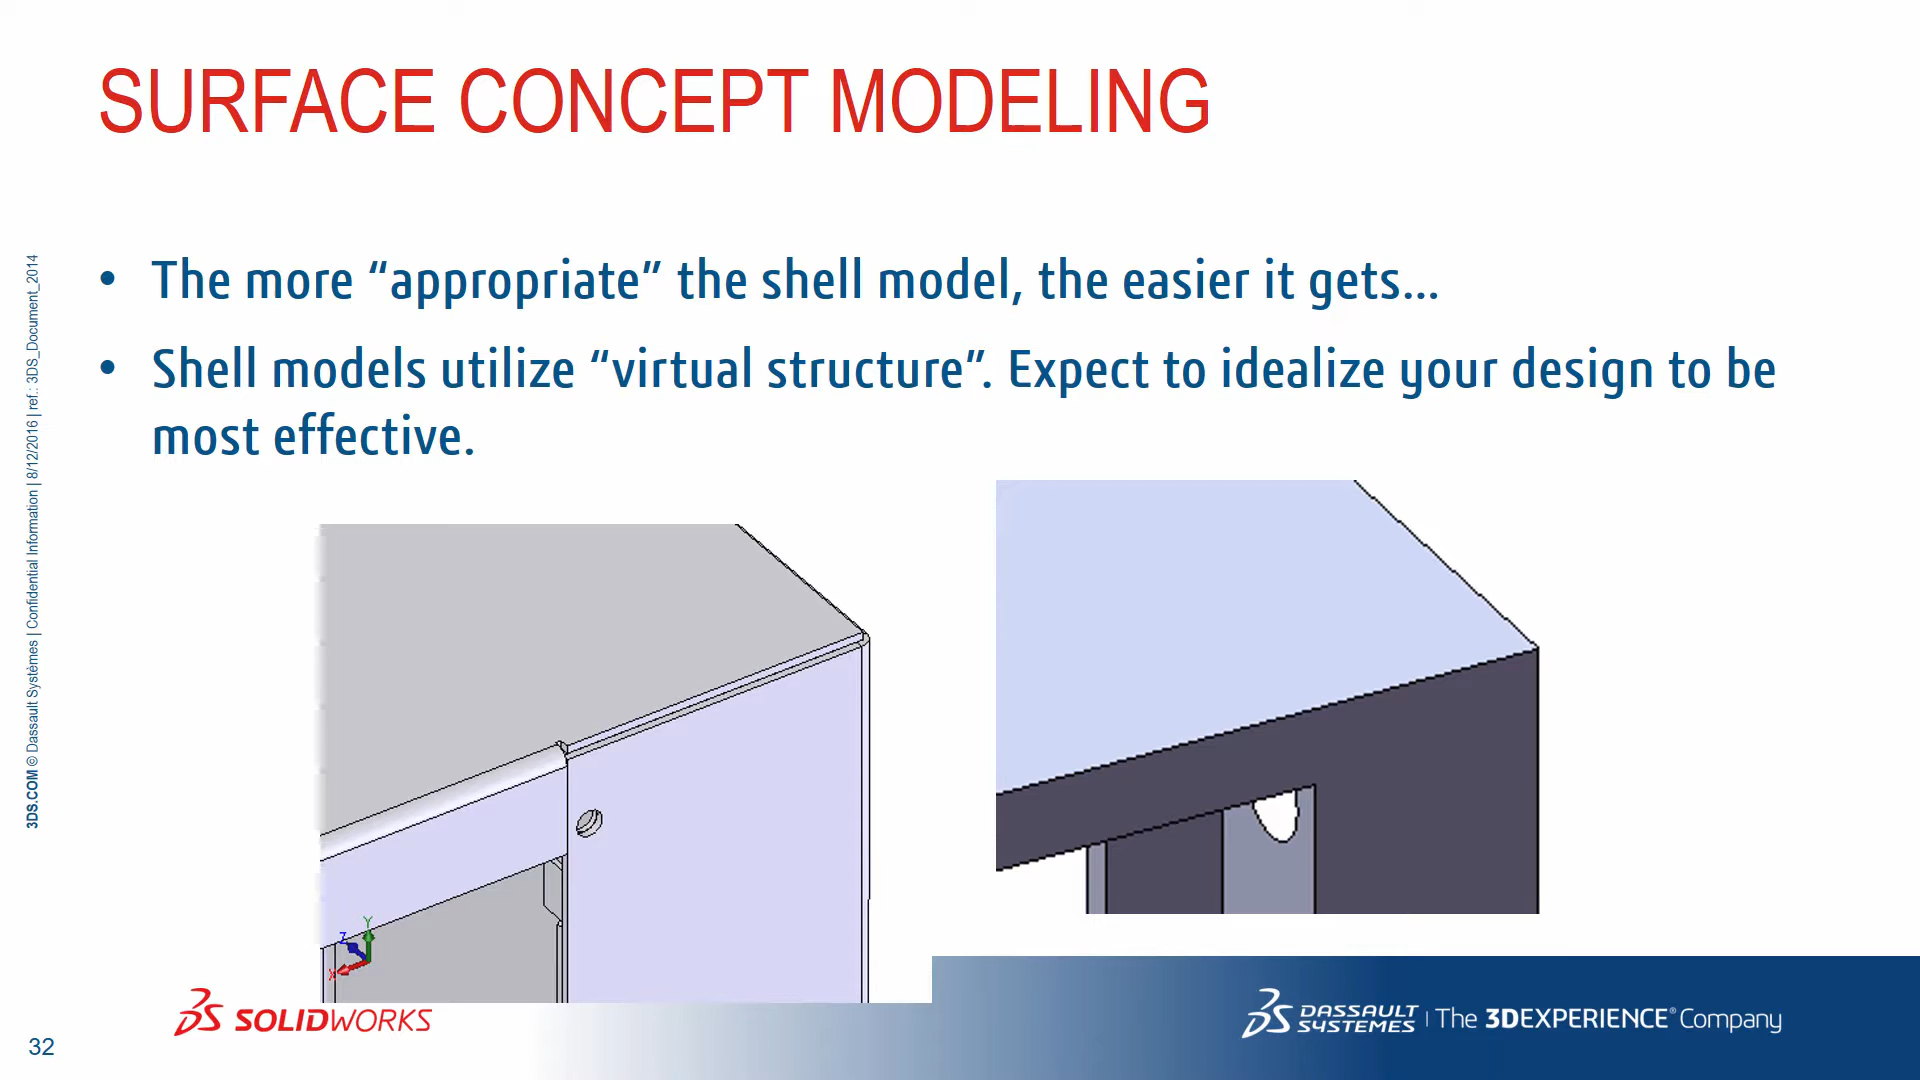 SURFACE CONCEPT MODELING
• The more “appropriate” the shell model, the easier it gets...
• Shell models utilize “virtual structure”. Expect to idealize your design to be
most effective.
3DS.COM © Dassault Systèmes | Confidential Information | 8/12/2016 | ref.: 3DS_Document_2014
Y
Z
X
SOLIDWORKS
DASSAULT
SYSTEMES | The 3DEXPERIENCE® Company
32